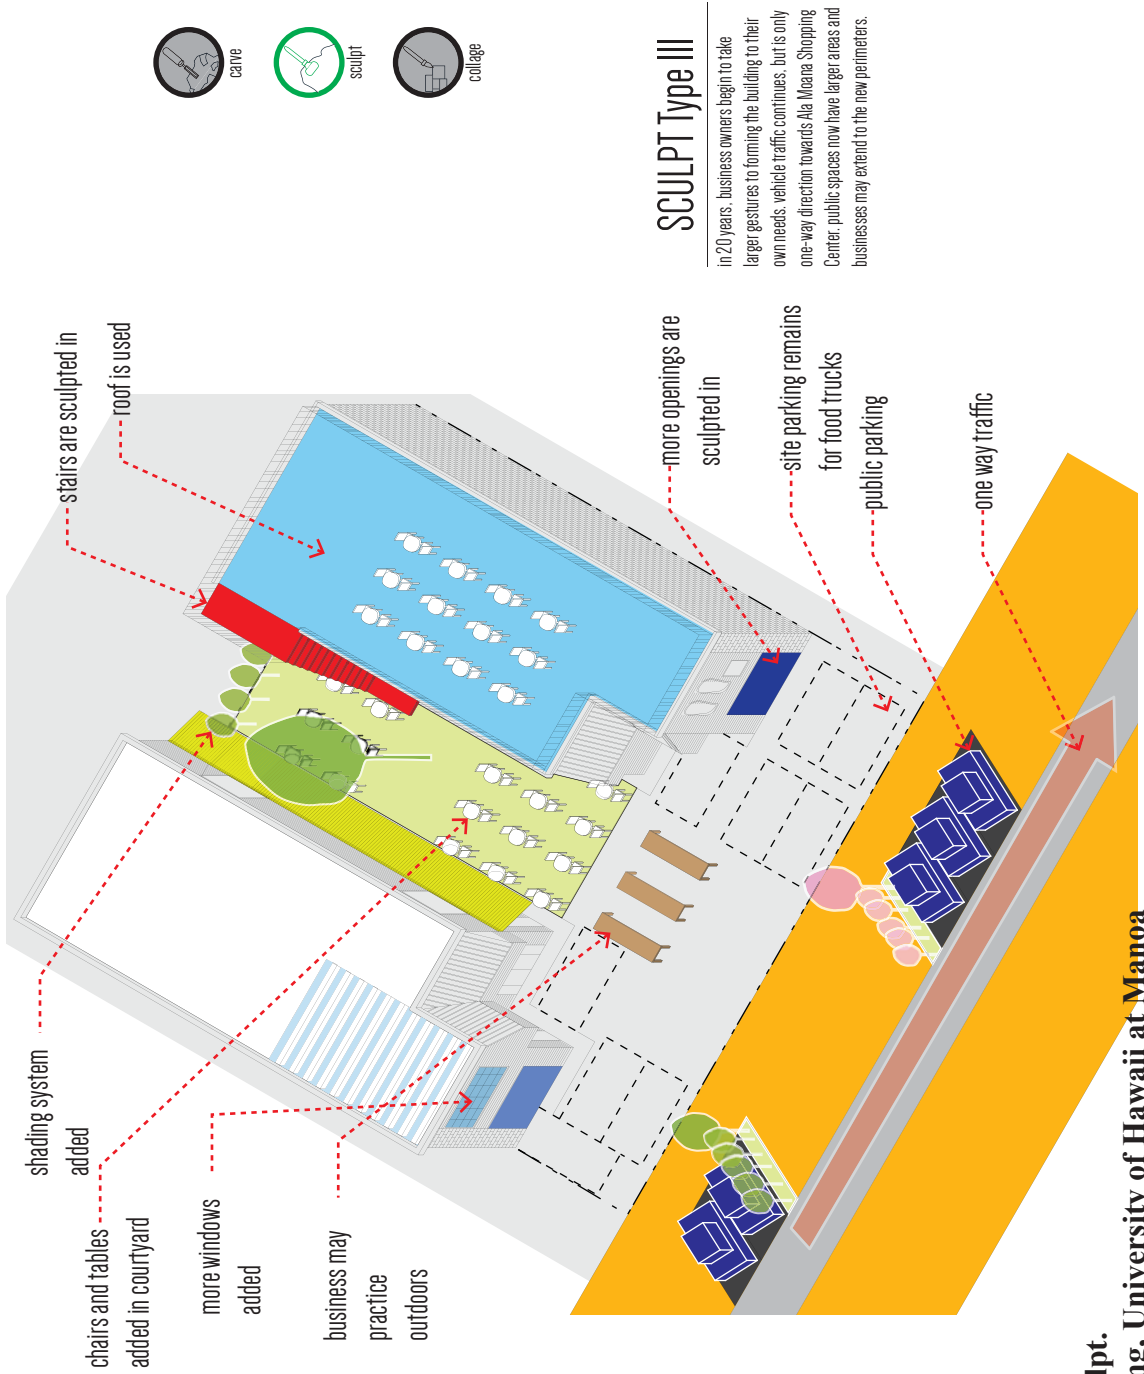 shading system
added
chairs and tables
added in courtyard
more windows
added
business may
practice
outdoors
stairs are sculpted in
roof is used
more openings are
sculpted in
site parking remains
for food trucks
public parking
one way traffic
carve
sculpt
collage
SCULPT Type III
in 20 years, business owners begin to take
larger gestures to forming the building to their
own needs. vehicle traffic continues, but is only
one-way direction towards Ala Moana Shopping
Center. public spaces now have larger areas and
businesses may extend to the new perimeters.
lpt.
ng, University of Hawaii at Manoa